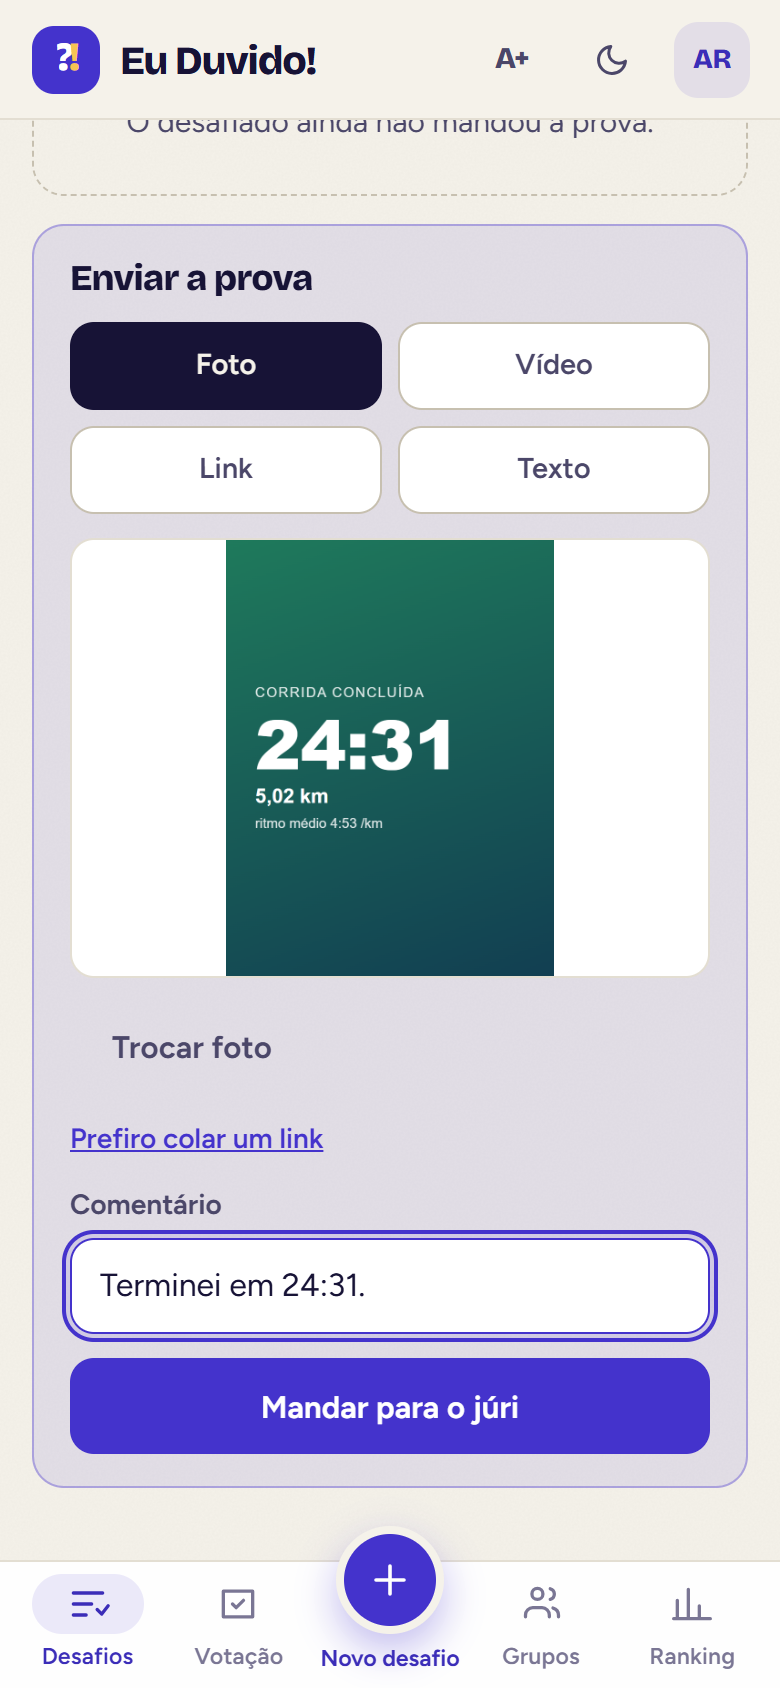 ?!
Eu Duvido!
A+
AR
O desafiado ainda não mandou a prova.
Enviar a prova
Foto
Vídeo
Link
Texto
CORRIDA CONCLUÍDA
24:31
5,02 km
ritmo médio 4:53 /km
Trocar foto
Prefiro colar um link
Comentário
Terminei em 24:31.
Mandar para o júri
Desafios
Votação
Novo desafio
Grupos
Ranking